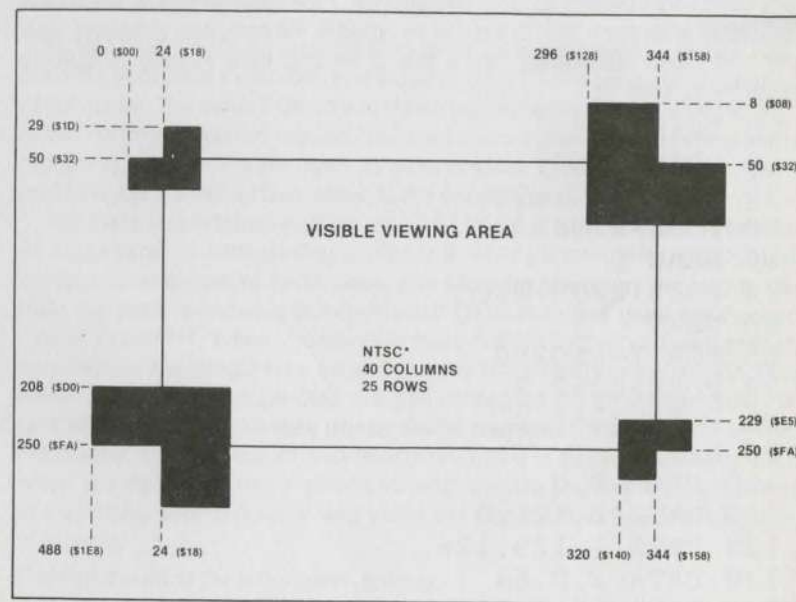 0 ($00) 24 ($18)
296 ($128) 344 ($158)
8 ($08)
29 ($1D)
50 ($32)
50 ($32)
VISIBLE VIEWING AREA
NTSC*
40 COLUMNS
25 ROWS
208 ($00)
229 ($E5)
250 ($FA)
250 ($FA)
488 ($1E8) 24 ($18)
320 ($140) 344 ($158)